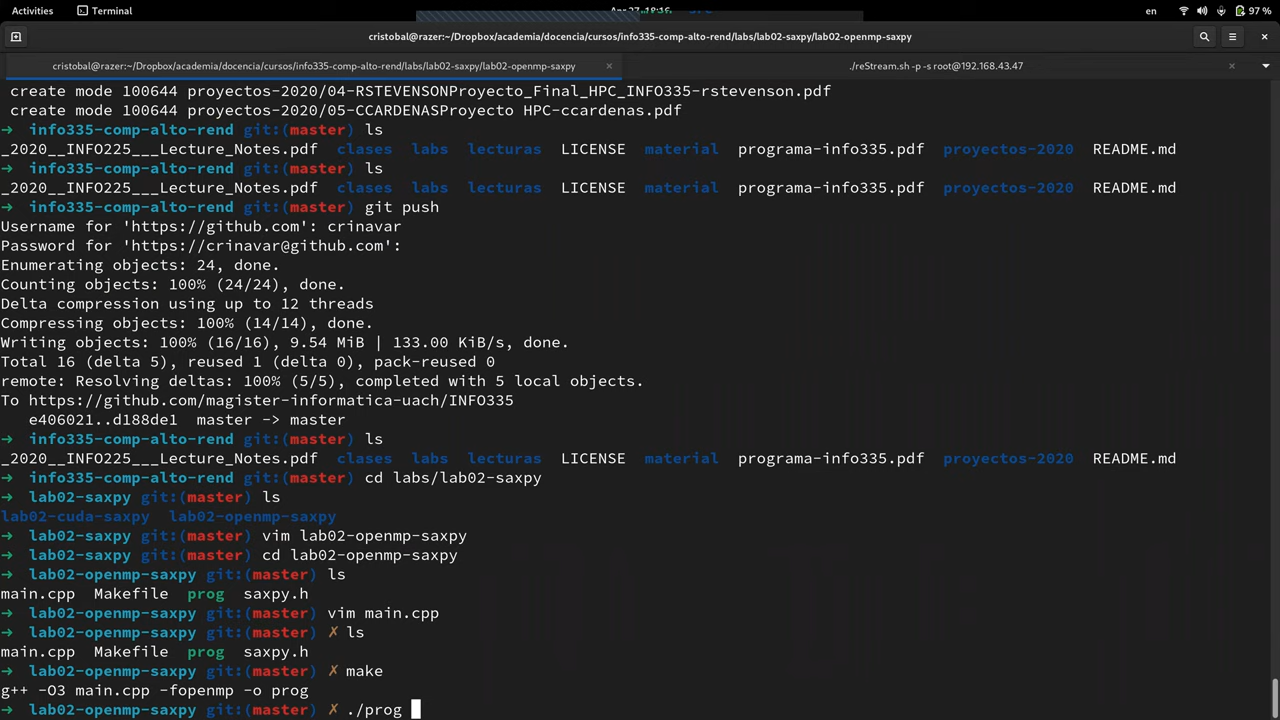 Activities Terminal en 97 %
cristobal@razer:~/Dropbox/academia/docencia/cursos/info335-comp-alto-rend/labs/lab02-saxpy/lab02-openmp-saxpy
cristobal@razer:~/Dropbox/academia/docencia/cursos/info335-comp-alto-rend/labs/lab02-saxpy/lab02-openmp-saxpy × ./reStream.sh -p -s root@192.168.43.47 ×
create mode 100644 proyectos-2020/04-RSTEVENSONProyecto_Final_HPC_INFO335-rstevenson.pdf
create mode 100644 proyectos-2020/05-CCARDENASProyecto HPC-ccardenas.pdf
→ info335-comp-alto-rend git:(master) ls
_2020__INFO225___Lecture_Notes.pdf clases labs lecturas LICENSE material programa-info335.pdf proyectos-2020 README.md
→ info335-comp-alto-rend git:(master) ls
_2020__INFO225___Lecture_Notes.pdf clases labs lecturas LICENSE material programa-info335.pdf proyectos-2020 README.md
→ info335-comp-alto-rend git:(master) git push
Username for 'https://github.com': crinavar
Password for 'https://crinavar@github.com':
Enumerating objects: 24, done.
Counting objects: 100% (24/24), done.
Delta compression using up to 12 threads
Compressing objects: 100% (14/14), done.
Writing objects: 100% (16/16), 9.54 MiB | 133.00 KiB/s, done.
Total 16 (delta 5), reused 1 (delta 0), pack-reused 0
remote: Resolving deltas: 100% (5/5), completed with 5 local objects.
To https://github.com/magister-informatica-uach/INFO335
e406021..d188de1 master -> master
→ info335-comp-alto-rend git:(master) ls
_2020__INFO225___Lecture_Notes.pdf clases labs lecturas LICENSE material programa-info335.pdf proyectos-2020 README.md
→ info335-comp-alto-rend git:(master) cd labs/lab02-saxpy
→ lab02-saxpy git:(master) ls
lab02-cuda-saxpy lab02-openmp-saxpy
→ lab02-saxpy git:(master) vim lab02-openmp-saxpy
→ lab02-saxpy git:(master) cd lab02-openmp-saxpy
→ lab02-openmp-saxpy git:(master) ls
main.cpp Makefile prog saxpy.h
→ lab02-openmp-saxpy git:(master) vim main.cpp
→ lab02-openmp-saxpy git:(master) ✗ ls
main.cpp Makefile prog saxpy.h
→ lab02-openmp-saxpy git:(master) ✗ make
g++ -O3 main.cpp -fopenmp -o prog
→ lab02-openmp-saxpy git:(master) ✗ ./prog